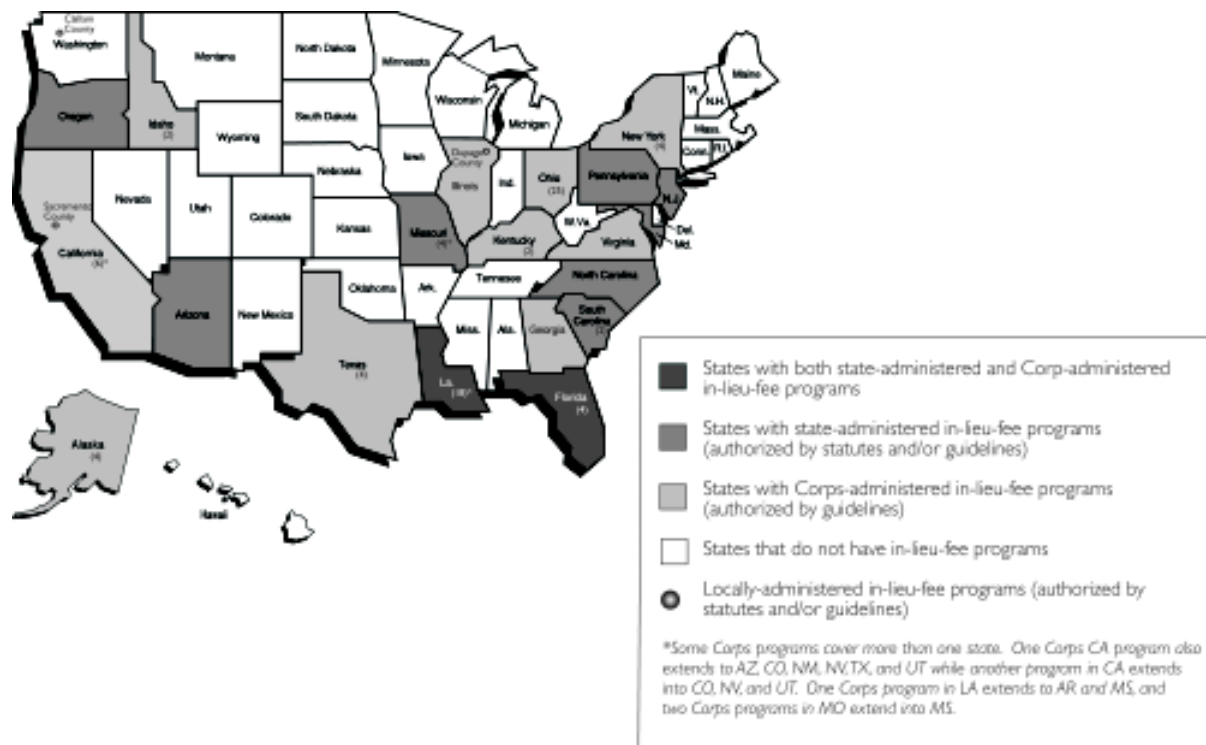 Clallam
County
Washington
Montana
North Dakota
Minnesota
Maine
Vt.
N.H.
Oregon
Idaho
(2)
Wyoming
South Dakota
Wisconsin
Michigan
New York
(4)
Mass.
Conn.
R.I.
Nebraska
Iowa
Dupage
County
Illinois
Ind.
Ohio
Pennsylvania
N.J.
Sacramento
County
California
Nevada
Utah
Colorado
Kansas
Missouri
Kentucky
W.Va.
Virginia
Del.
Md.
Arizona
New Mexico
Oklahoma
Ark.
Tennessee
North Carolina
South
Carolina
Texas
La.
Miss.
Ala.
Georgia
Florida
(4)
Alaska
(4)
Hawaii
States with both state-administered and Corp-administered
in-lieu-fee programs
States with state-administered in-lieu-fee programs
(authorized by statutes and/or guidelines)
States with Corps-administered in-lieu-fee programs
(authorized by guidelines)
States that do not have in-lieu-fee programs
Locally-administered in-lieu-fee programs (authorized by
statutes and/or guidelines)
*Some Corps programs cover more than one state. One Corps CA program also
extends to AZ, CO, NM, NV, TX, and UT while another program in CA extends
into CO, NV, and UT. One Corps program in LA extends to AR and MS, and
two Corps programs in MO extend into MS.